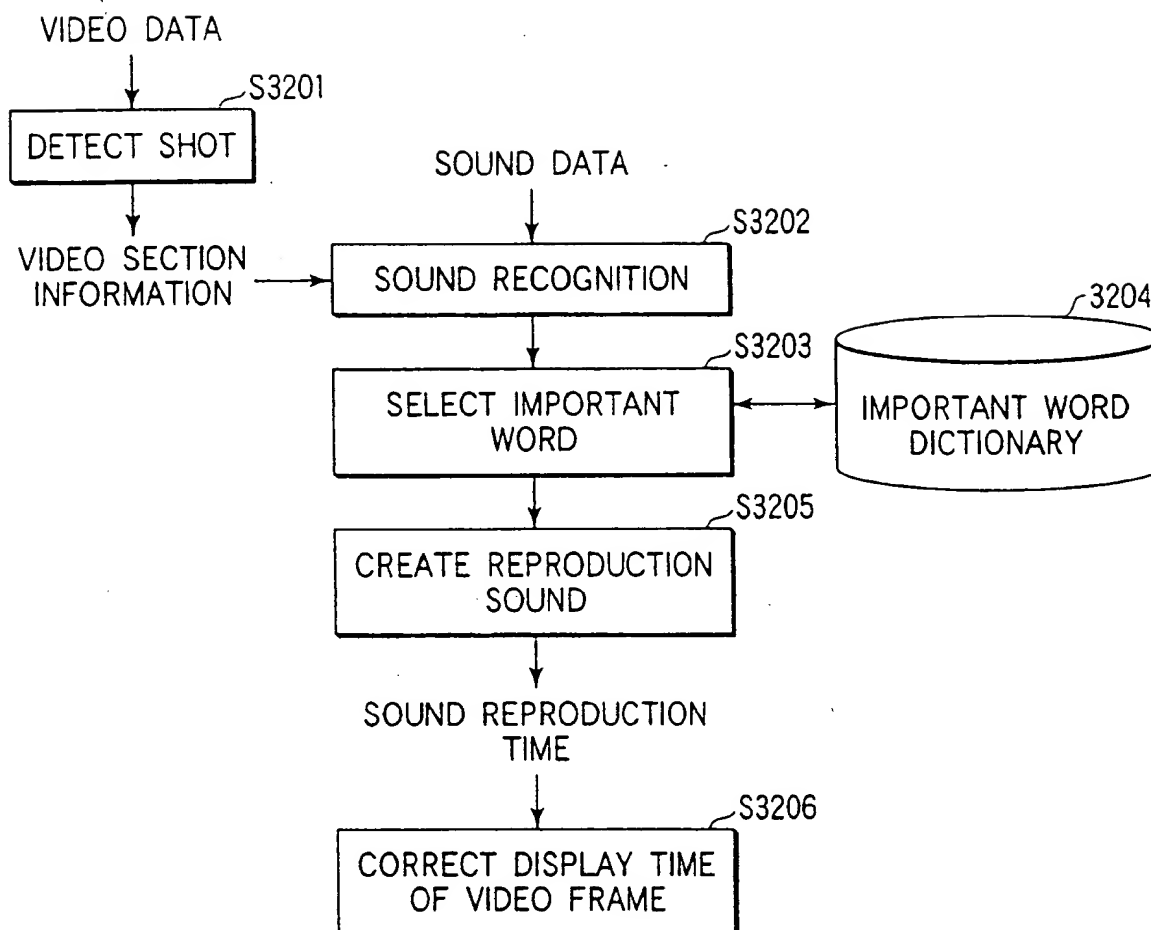 VIDEO DATA
S3201
DETECT SHOT
SOUND DATA
VIDEO SECTION
INFORMATION
S3202
SOUND RECOGNITION
S3203
SELECT IMPORTANT
WORD
3204
IMPORTANT WORD
DICTIONARY
S3205
CREATE REPRODUCTION
SOUND
SOUND REPRODUCTION
TIME
S3206
CORRECT DISPLAY TIME
OF VIDEO FRAME